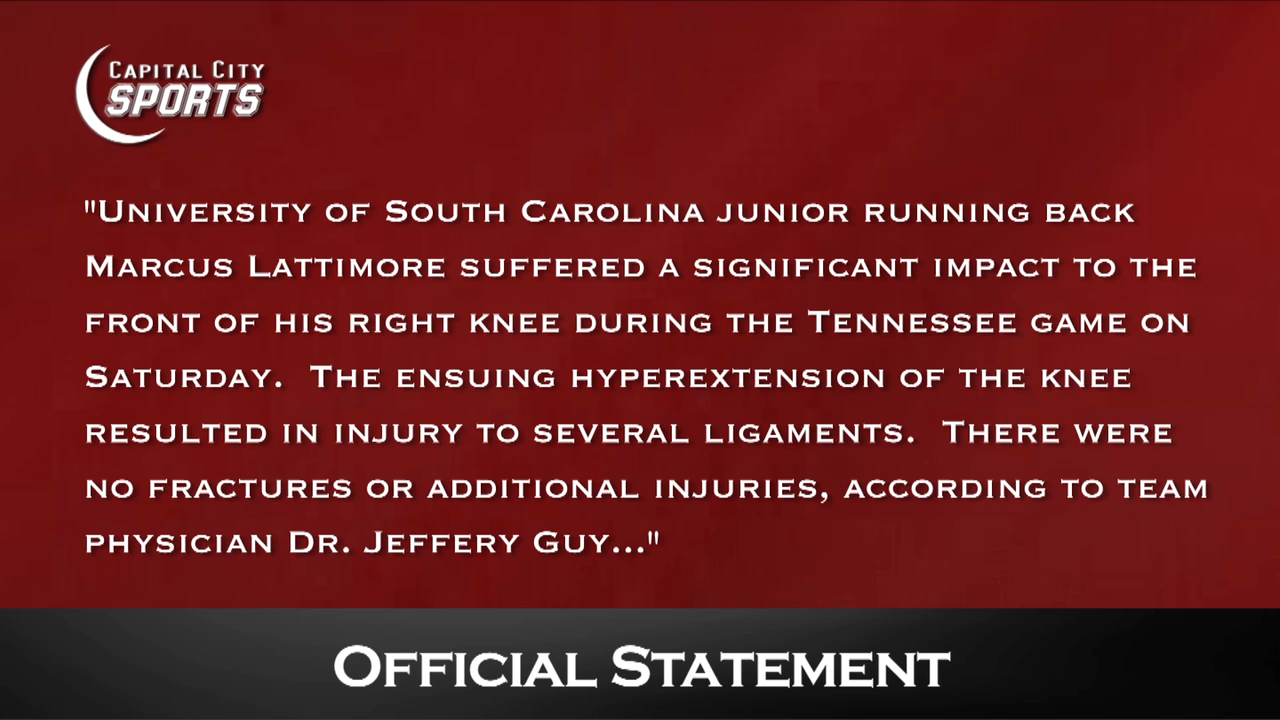 Capital City
SPORTS
"University of South Carolina junior running back
Marcus Lattimore suffered a significant impact to the
front of his right knee during the Tennessee game on
Saturday.  The ensuing hyperextension of the knee
resulted in injury to several ligaments.  There were
no fractures or additional injuries, according to team
physician Dr. Jeffery Guy..."
Official Statement